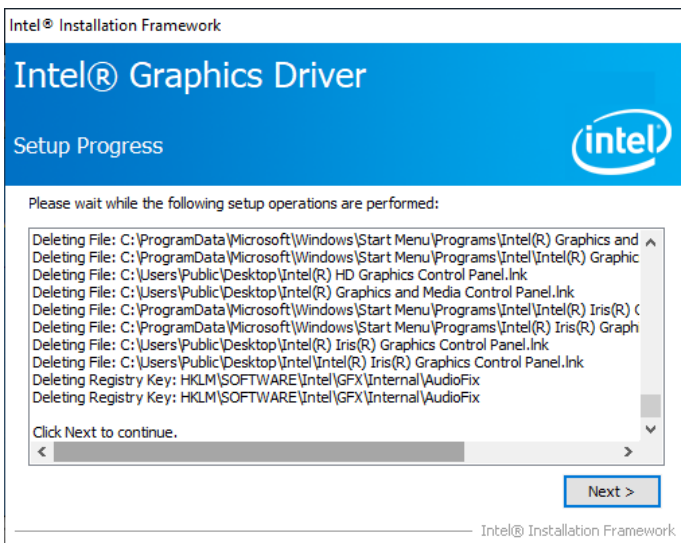 Intel® Installation Framework
Intel® Graphics Driver
Setup Progress
intel
Please wait while the following setup operations are performed:
Deleting File: C:\ProgramData\Microsoft\Windows\Start Menu\Programs\Intel(R) Graphics and
Deleting File: C:\ProgramData\Microsoft\Windows\Start Menu\Programs\Intel\Intel(R) Graphic
Deleting File: C:\Users\Public\Desktop\Intel(R) HD Graphics Control Panel.lnk
Deleting File: C:\Users\Public\Desktop\Intel(R) Graphics and Media Control Panel.lnk
Deleting File: C:\ProgramData\Microsoft\Windows\Start Menu\Programs\Intel\Intel(R) Iris(R) G
Deleting File: C:\ProgramData\Microsoft\Windows\Start Menu\Programs\Intel(R) Iris(R) Graph
Deleting File: C:\Users\Public\Desktop\Intel(R) Iris(R) Graphics Control Panel.lnk
Deleting File: C:\Users\Public\Desktop\Intel\Intel(R) Iris(R) Graphics Control Panel.lnk
Deleting Registry Key: HKLM\SOFTWARE\Intel\GFX\Internal\AudioFix
Deleting Registry Key: HKLM\SOFTWARE\Intel\GFX\Internal\AudioFix
Click Next to continue.
Next >
Intel® Installation Framework